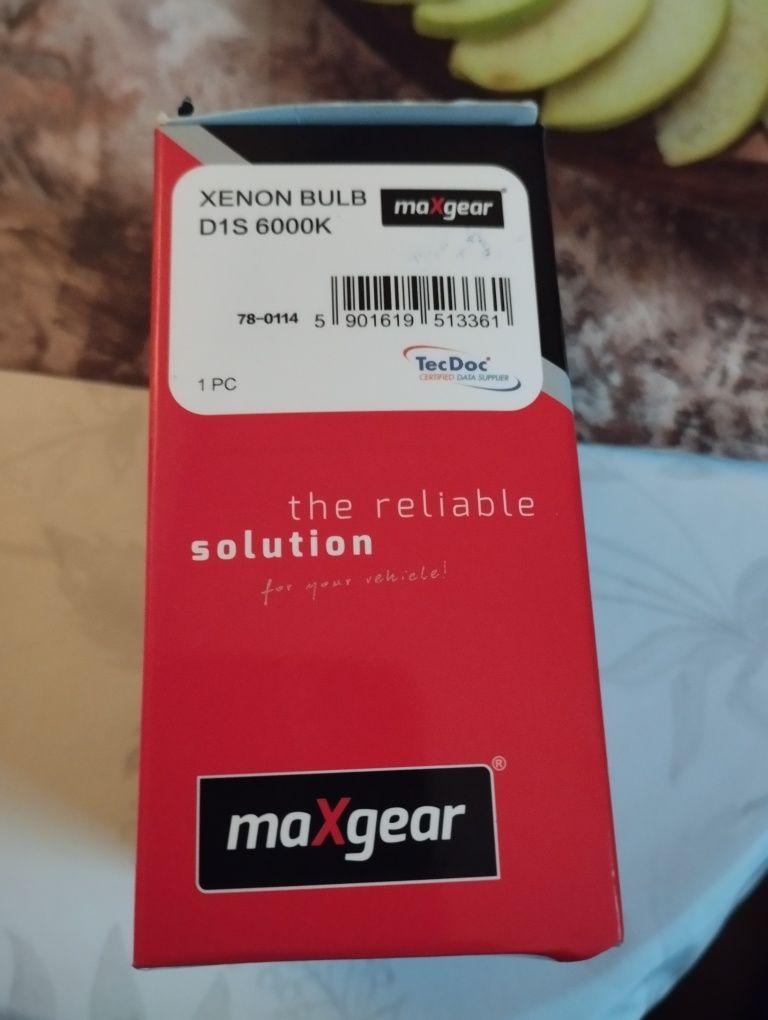 XENON BULB
D1S 6000K
maXgear
78-0114
5 901619 513361
TecDoc
CERTIFIED DATA SUPPLIER
1 PC
the reliable
solution
for your vehicle!
maXgear®